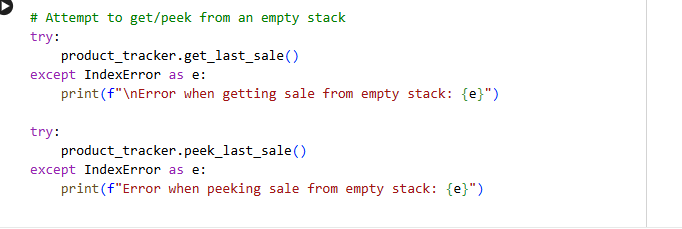 # Attempt to get/peek from an empty stack
try:
    product_tracker.get_last_sale()
except IndexError as e:
    print(f"\nError when getting sale from empty stack: {e}")

try:
    product_tracker.peek_last_sale()
except IndexError as e:
    print(f"Error when peeking sale from empty stack: {e}")